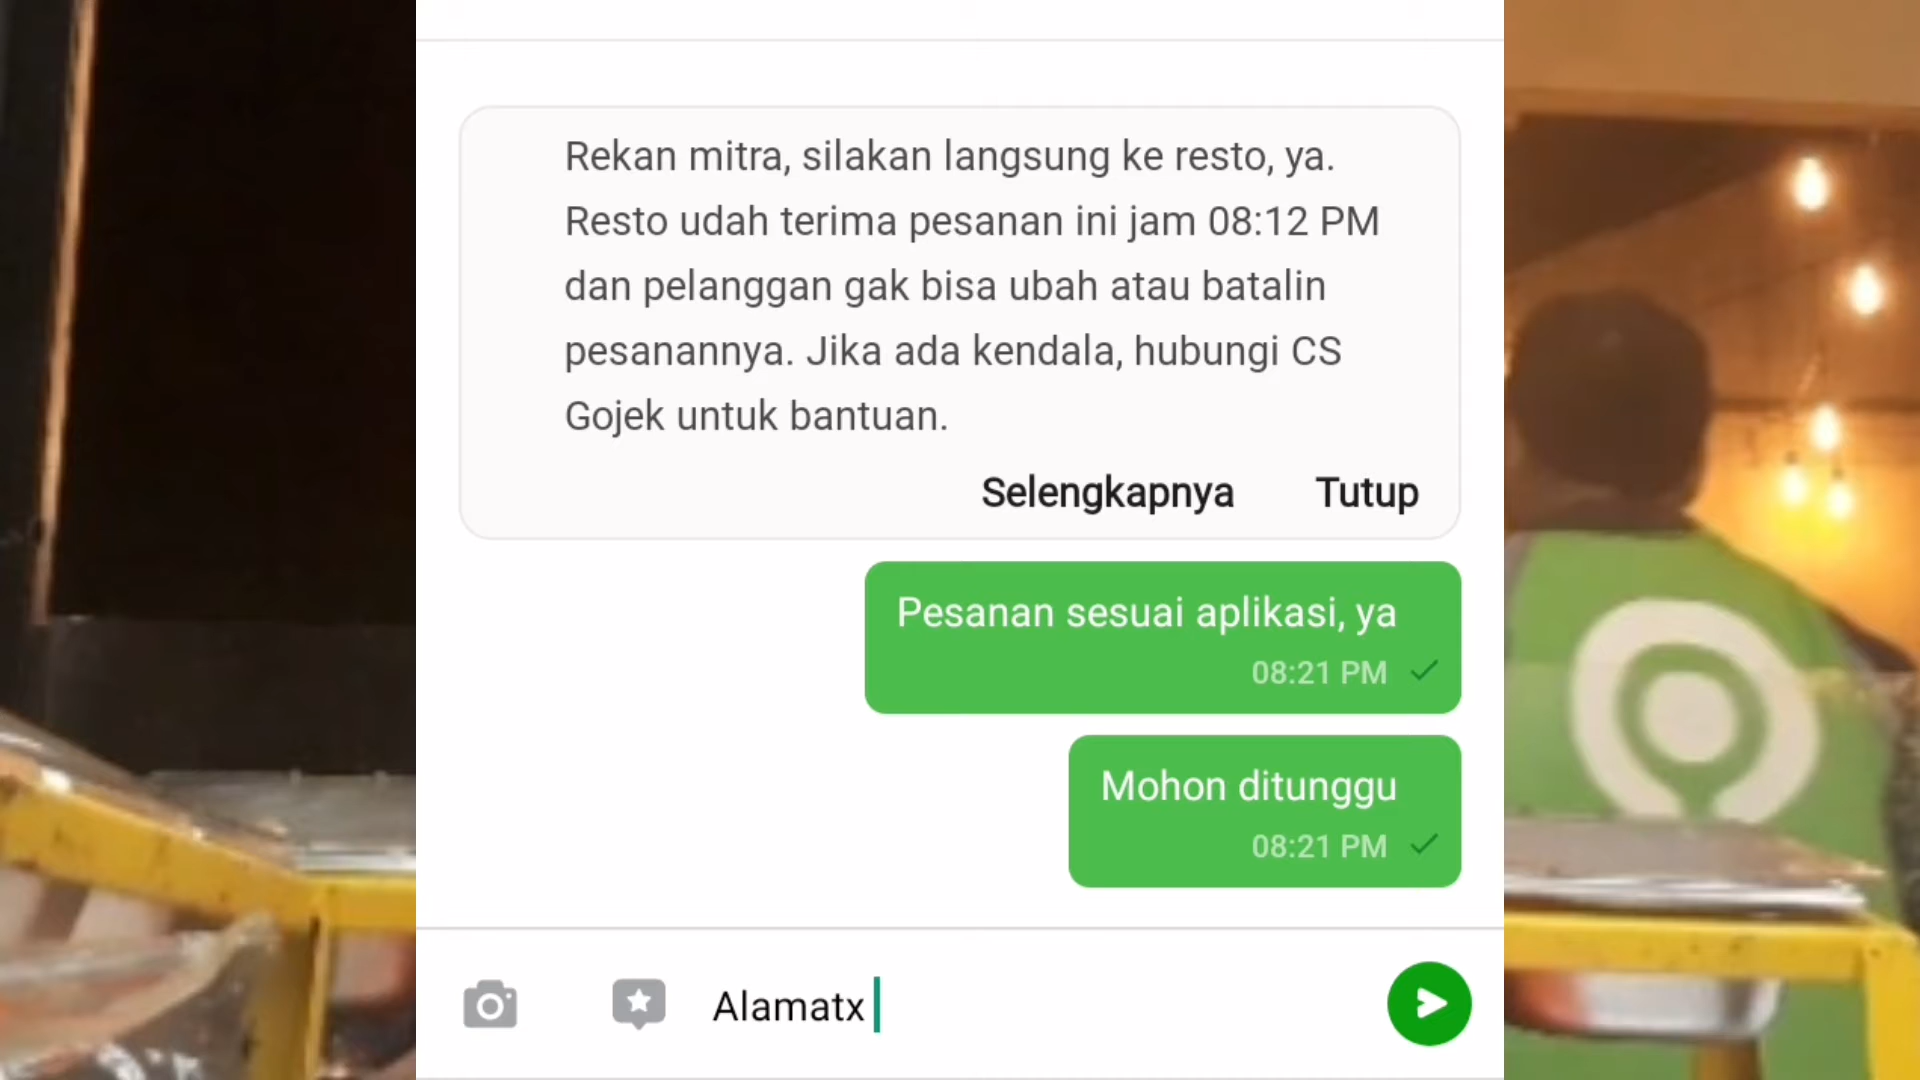 Rekan mitra, silakan langsung ke resto, ya.
Resto udah terima pesanan ini jam 08:12 PM
dan pelanggan gak bisa ubah atau batalin
pesanannya. Jika ada kendala, hubungi CS
Gojek untuk bantuan.
Selengkapnya Tutup
Pesanan sesuai aplikasi, ya
08:21 PM
Mohon ditunggu
08:21 PM
Alamatx